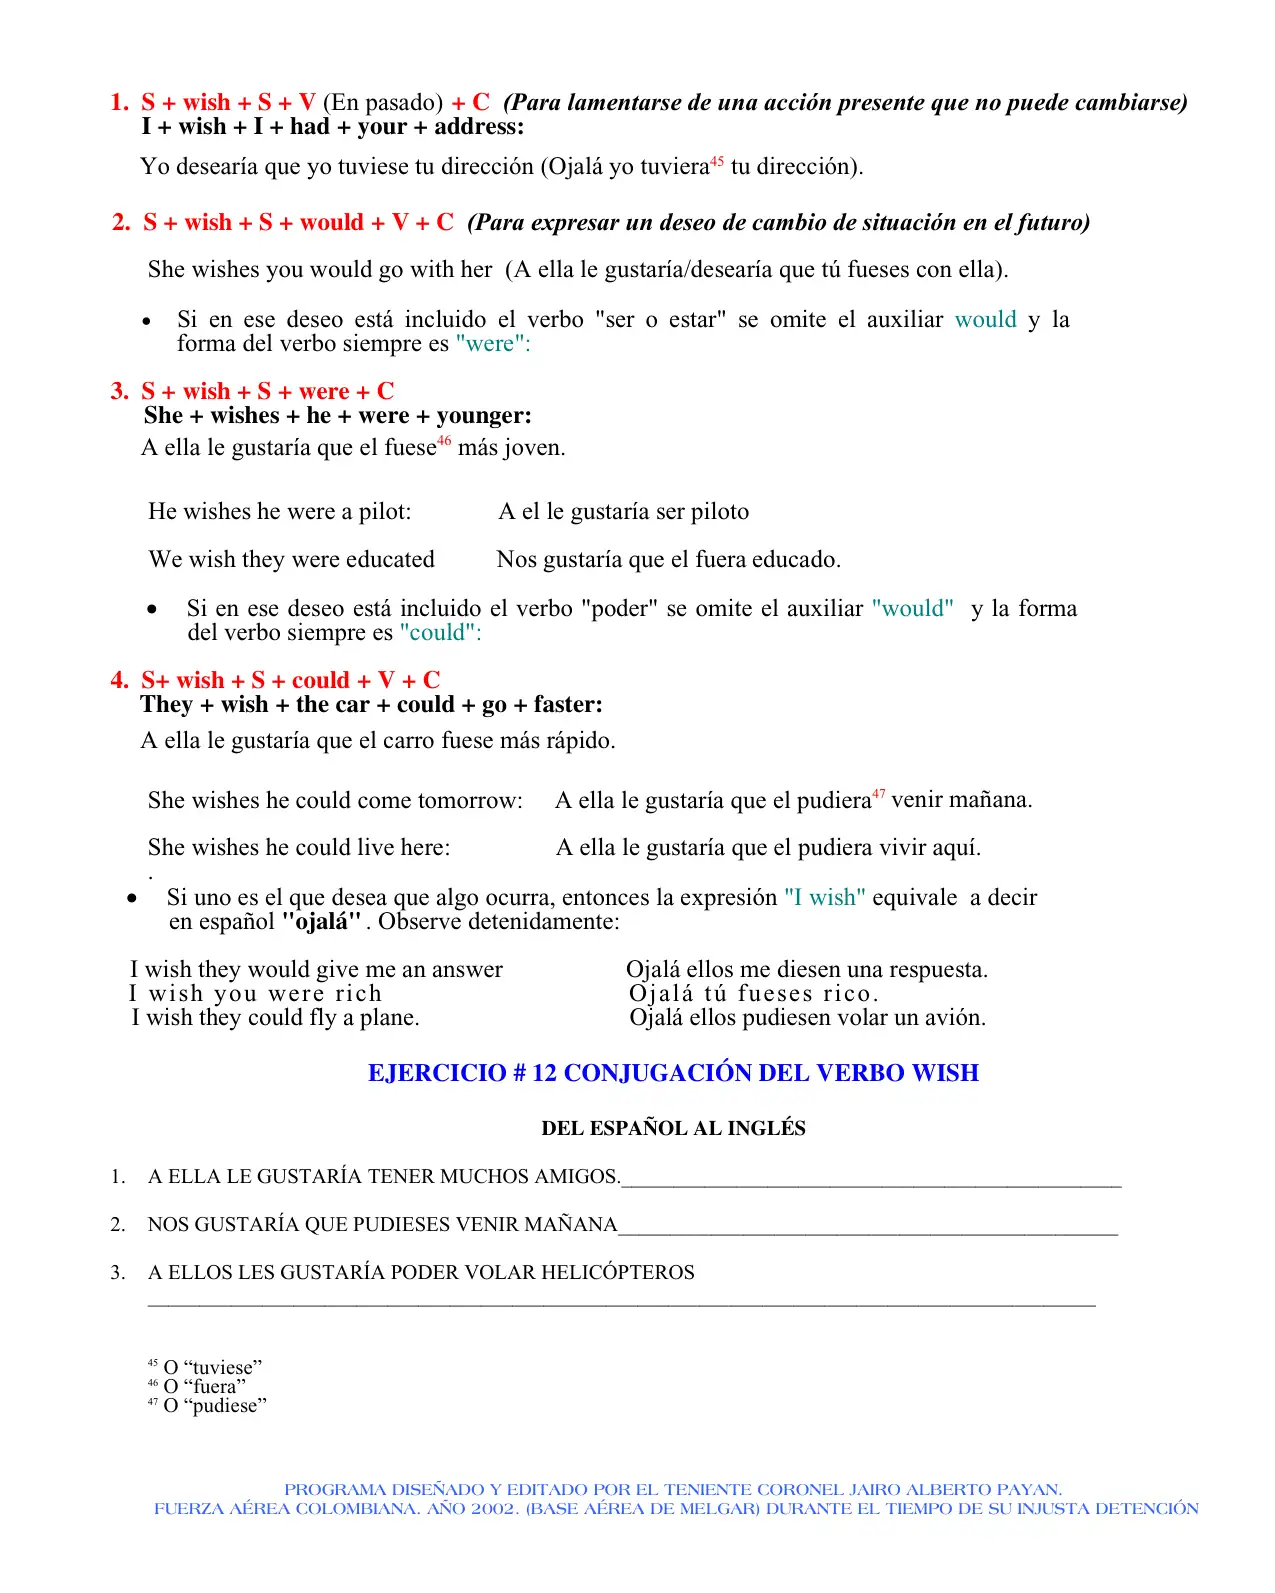 1. S + wish + S + V (En pasado) + C (Para lamentarse de una acción presente que no puede cambiarse)
I + wish + I + had + your + address:
Yo desearía que yo tuviese tu dirección (Ojalá yo tuviera45 tu dirección).
2. S + wish + S + would + V + C (Para expresar un deseo de cambio de situación en el futuro)
She wishes you would go with her (A ella le gustaría/desearía que tú fueses con ella).
• Si en ese deseo está incluido el verbo "ser o estar" se omite el auxiliar would y la
forma del verbo siempre es "were":
3. S + wish + S + were + C
She + wishes + he + were + younger:
A ella le gustaría que el fuese46 más joven.
He wishes he were a pilot: A el le gustaría ser piloto
We wish they were educated Nos gustaría que el fuera educado.
• Si en ese deseo está incluido el verbo "poder" se omite el auxiliar "would" y la forma
del verbo siempre es "could":
4. S+ wish + S + could + V + C
They + wish + the car + could + go + faster:
A ella le gustaría que el carro fuese más rápido.
She wishes he could come tomorrow: A ella le gustaría que el pudiera47 venir mañana.
She wishes he could live here: A ella le gustaría que el pudiera vivir aquí.
.
• Si uno es el que desea que algo ocurra, entonces la expresión "I wish" equivale a decir
en español "ojalá" . Observe detenidamente:
I wish they would give me an answer Ojalá ellos me diesen una respuesta.
I wish you were rich Ojalá tú fueses rico.
I wish they could fly a plane. Ojalá ellos pudiesen volar un avión.
EJERCICIO # 12 CONJUGACIÓN DEL VERBO WISH
DEL ESPAÑOL AL INGLÉS
1. A ELLA LE GUSTARÍA TENER MUCHOS AMIGOS.
2. NOS GUSTARÍA QUE PUDIESES VENIR MAÑANA
3. A ELLOS LES GUSTARÍA PODER VOLAR HELICÓPTEROS
45 O “tuviese”
46 O “fuera”
47 O “pudiese”
PROGRAMA DISEÑADO Y EDITADO POR EL TENIENTE CORONEL JAIRO ALBERTO PAYAN.
FUERZA AÉREA COLOMBIANA. AÑO 2002. (BASE AÉREA DE MELGAR) DURANTE EL TIEMPO DE SU INJUSTA DETENCIÓN